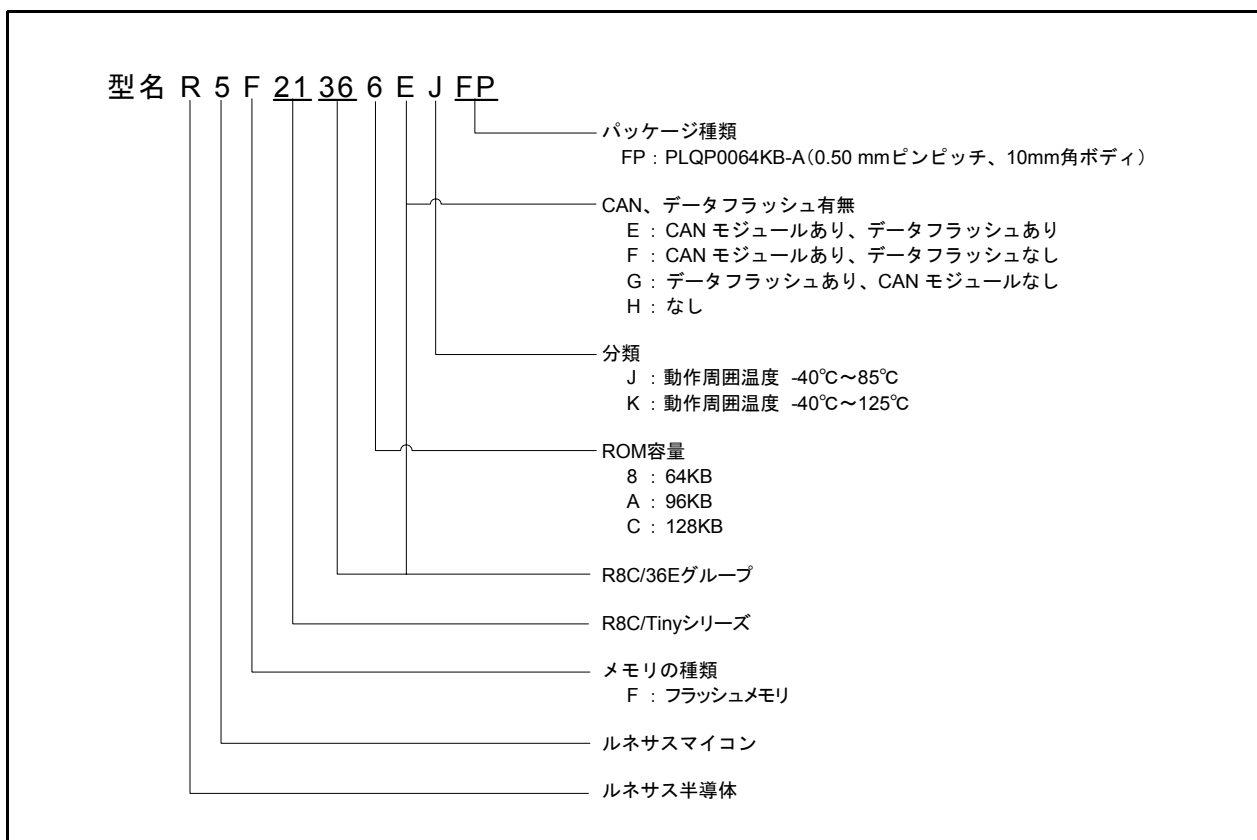 型名 R 5 F 21 36 6 E J FP
パッケージ種類
FP : PLQP0064KB-A(0.50 mmピンピッチ、10mm角ボディ)
CAN、データフラッシュ有無
E : CAN モジュールあり、データフラッシュあり
F : CAN モジュールあり、データフラッシュなし
G : データフラッシュあり、CAN モジュールなし
H : なし
分類
J : 動作周囲温度 -40℃～85℃
K : 動作周囲温度 -40℃～125℃
ROM容量
8 : 64KB
A : 96KB
C : 128KB
R8C/36Eグループ
R8C/Tinyシリーズ
メモリの種類
F : フラッシュメモリ
ルネサスマイコン
ルネサス半導体